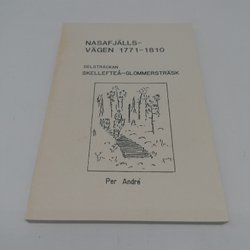 NASAFJÄLLS-
VÄGEN 1771-1810
DELSTRÄCKAN
SKELLEFTEÅ-GLOMMERSTRÄSK
Per André